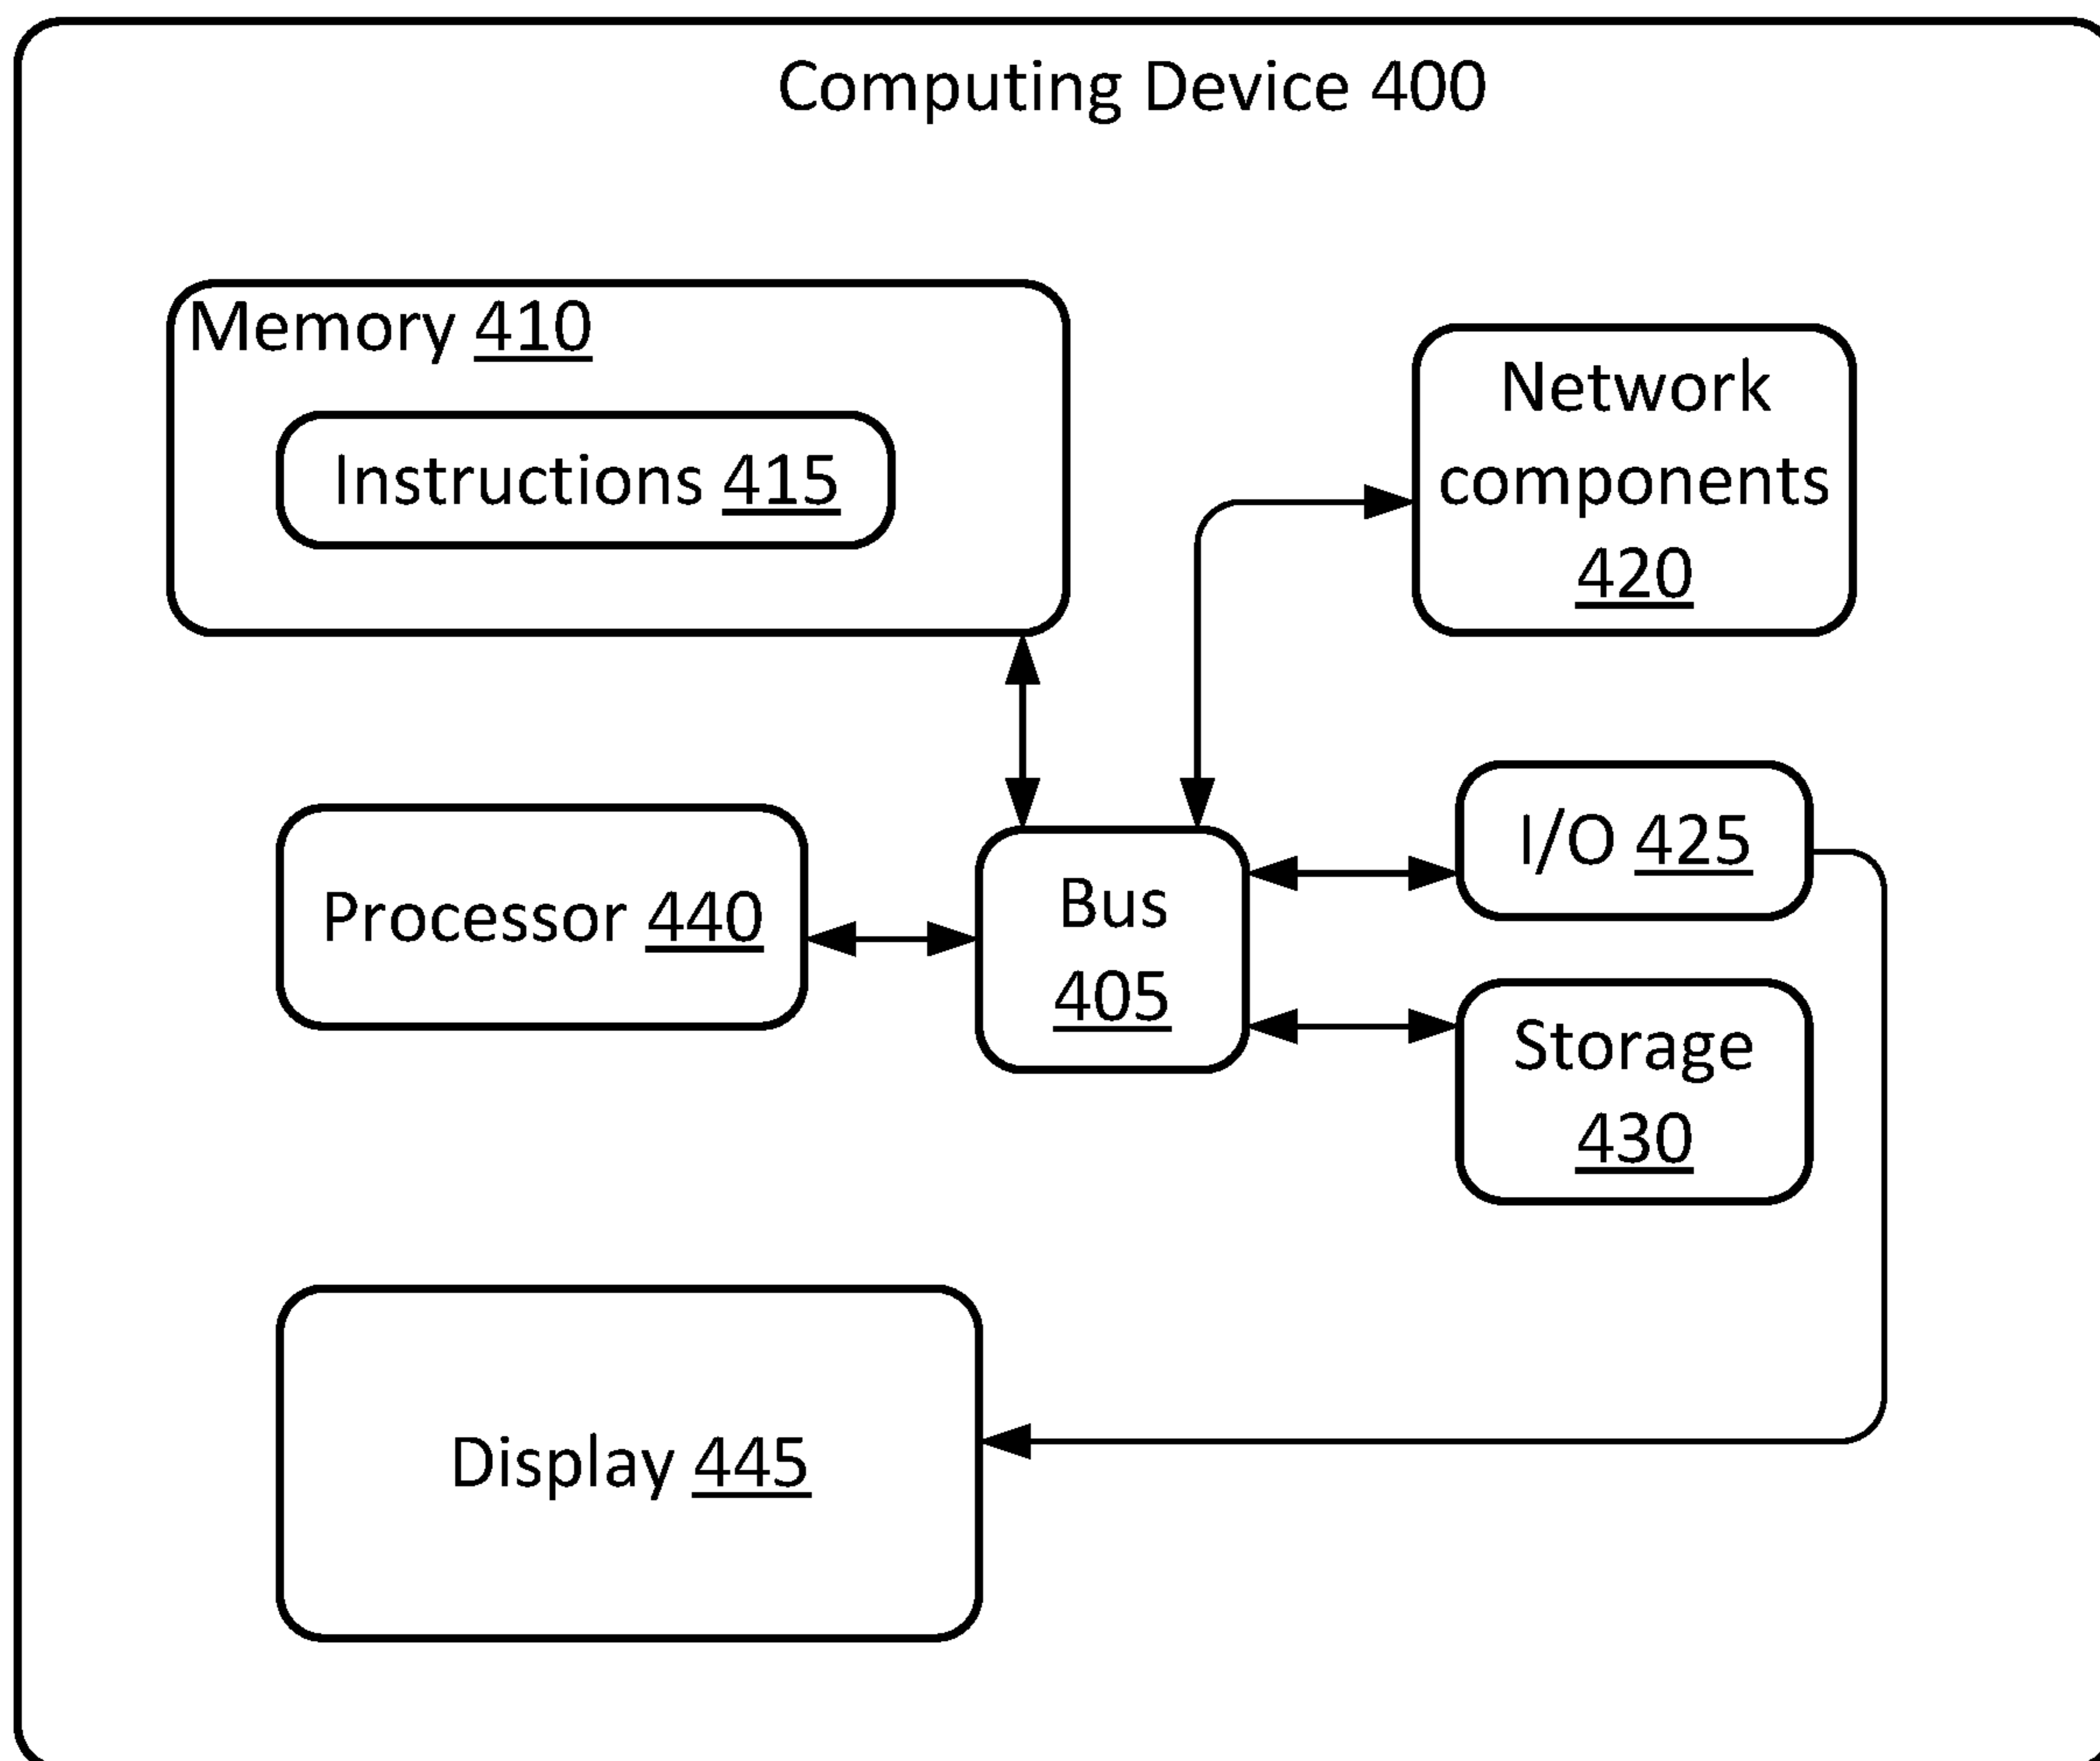 Computing Device 400
Memory 410
Instructions 415
Network
components
420
I/O 425
Processor 440
Bus
405
Storage
430
Display 445